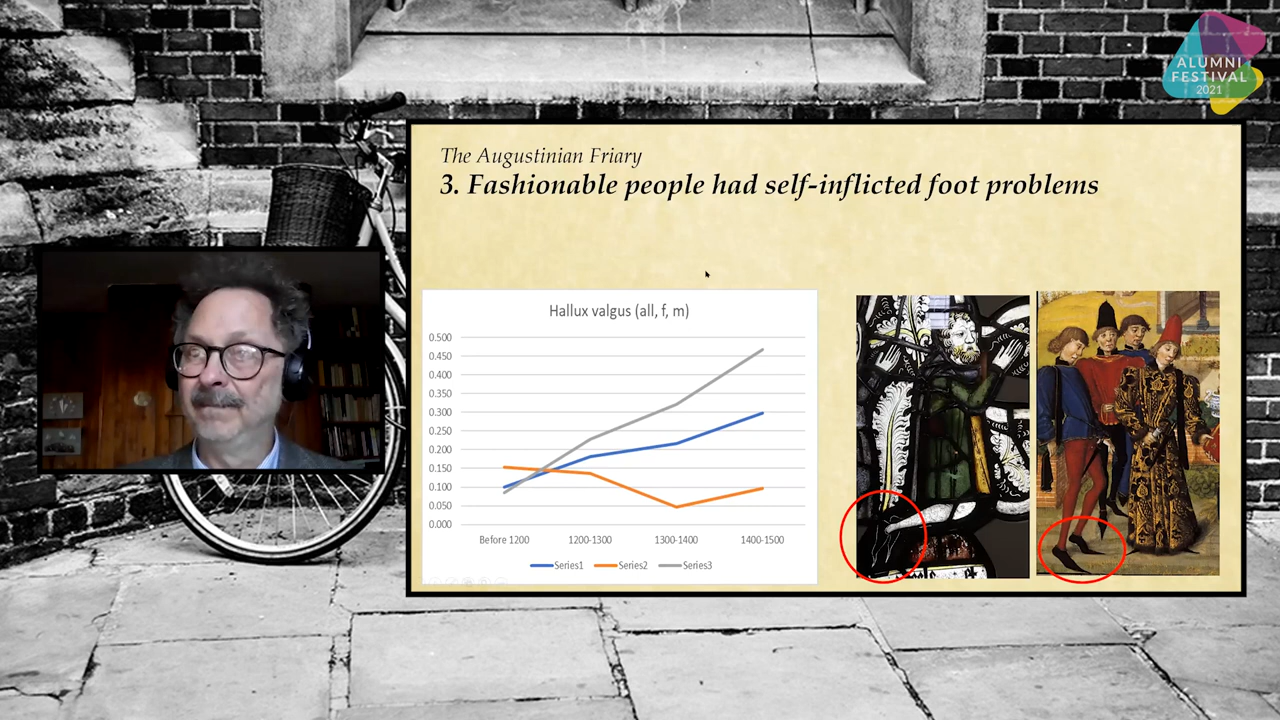 ALUMNI
FESTIVAL
2021
The Augustinian Friary
3. Fashionable people had self-inflicted foot problems
Hallux valgus (all, f, m)
0.500
0.450
0.400
0.350
0.300
0.250
0.200
0.150
0.100
0.050
0.000
Before 1200 1200-1300 1300-1400 1400-1500
Series1 Series2 Series3